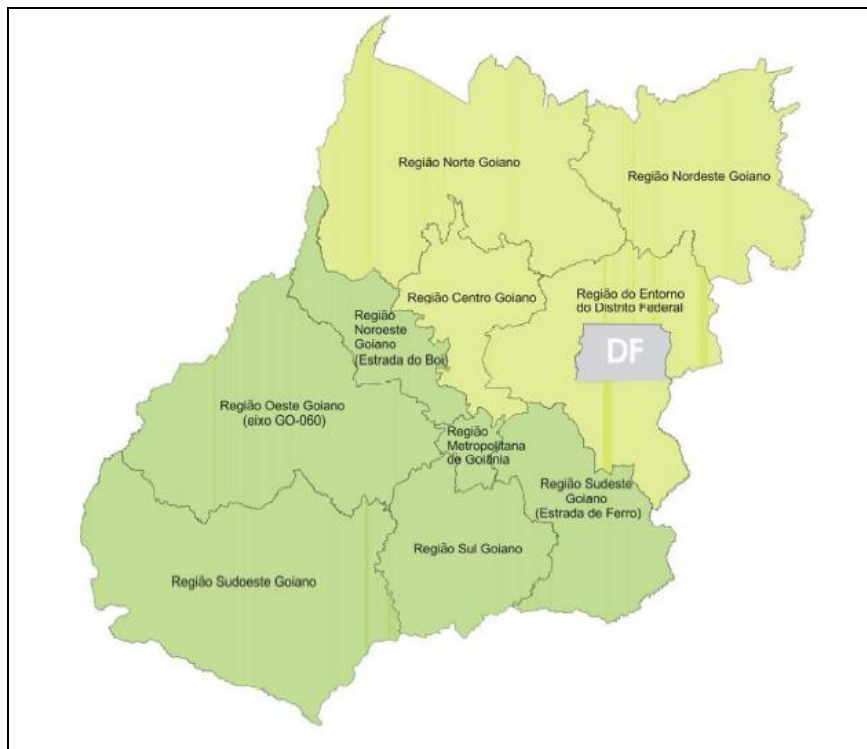 Região Norte Goiano
Região Nordeste Goiano
Região Centro Goiano
Região do Entorno
do Distrito Federal
DF
Região
Noroeste
Goiano
(Estrada do Boi)
Região Oeste Goiano
(eixo GO-060)
Região
Metropolitana
de Goiânia
Região Sudeste
Goiano
(Estrada de Ferro)
Região Sul Goiano
Região Sudoeste Goiano